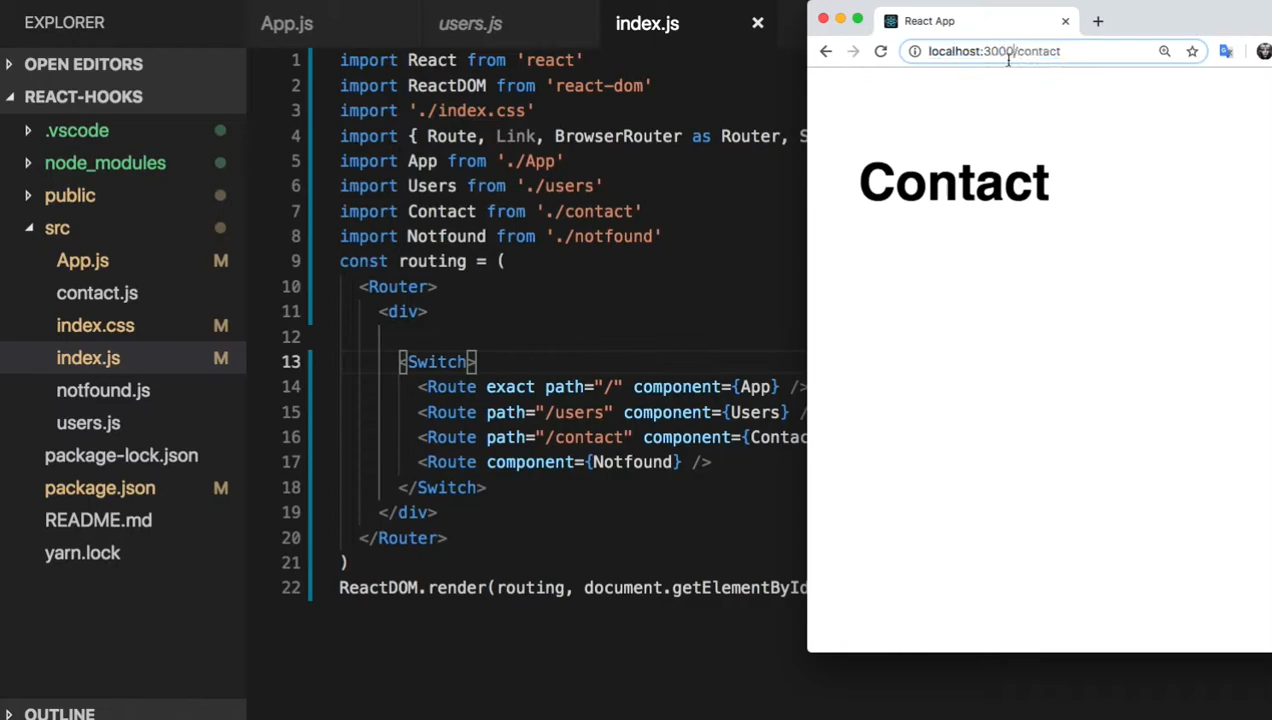 EXPLORER
OPEN EDITORS
REACT-HOOKS
.vscode
node_modules
public
src
App.js M
contact.js
index.css M
index.js M
notfound.js
users.js
package-lock.json
package.json M
README.md
yarn.lock
OUTLINE
App.js users.js index.js ×
1 import React from 'react'
2 import ReactDOM from 'react-dom'
3 import './index.css'
4 import { Route, Link, BrowserRouter as Router, S
5 import App from './App'
6 import Users from './users'
7 import Contact from './contact'
8 import Notfound from './notfound'
9 const routing = (
10 <Router>
11 <div>
12
13 <Switch>
14 <Route exact path="/" component={App} />
15 <Route path="/users" component={Users} /
16 <Route path="/contact" component={Contac
17 <Route component={Notfound} />
18 </Switch>
19 </div>
20 </Router>
21 )
22 ReactDOM.render(routing, document.getElementById
React App
localhost:3000/contact
Contact